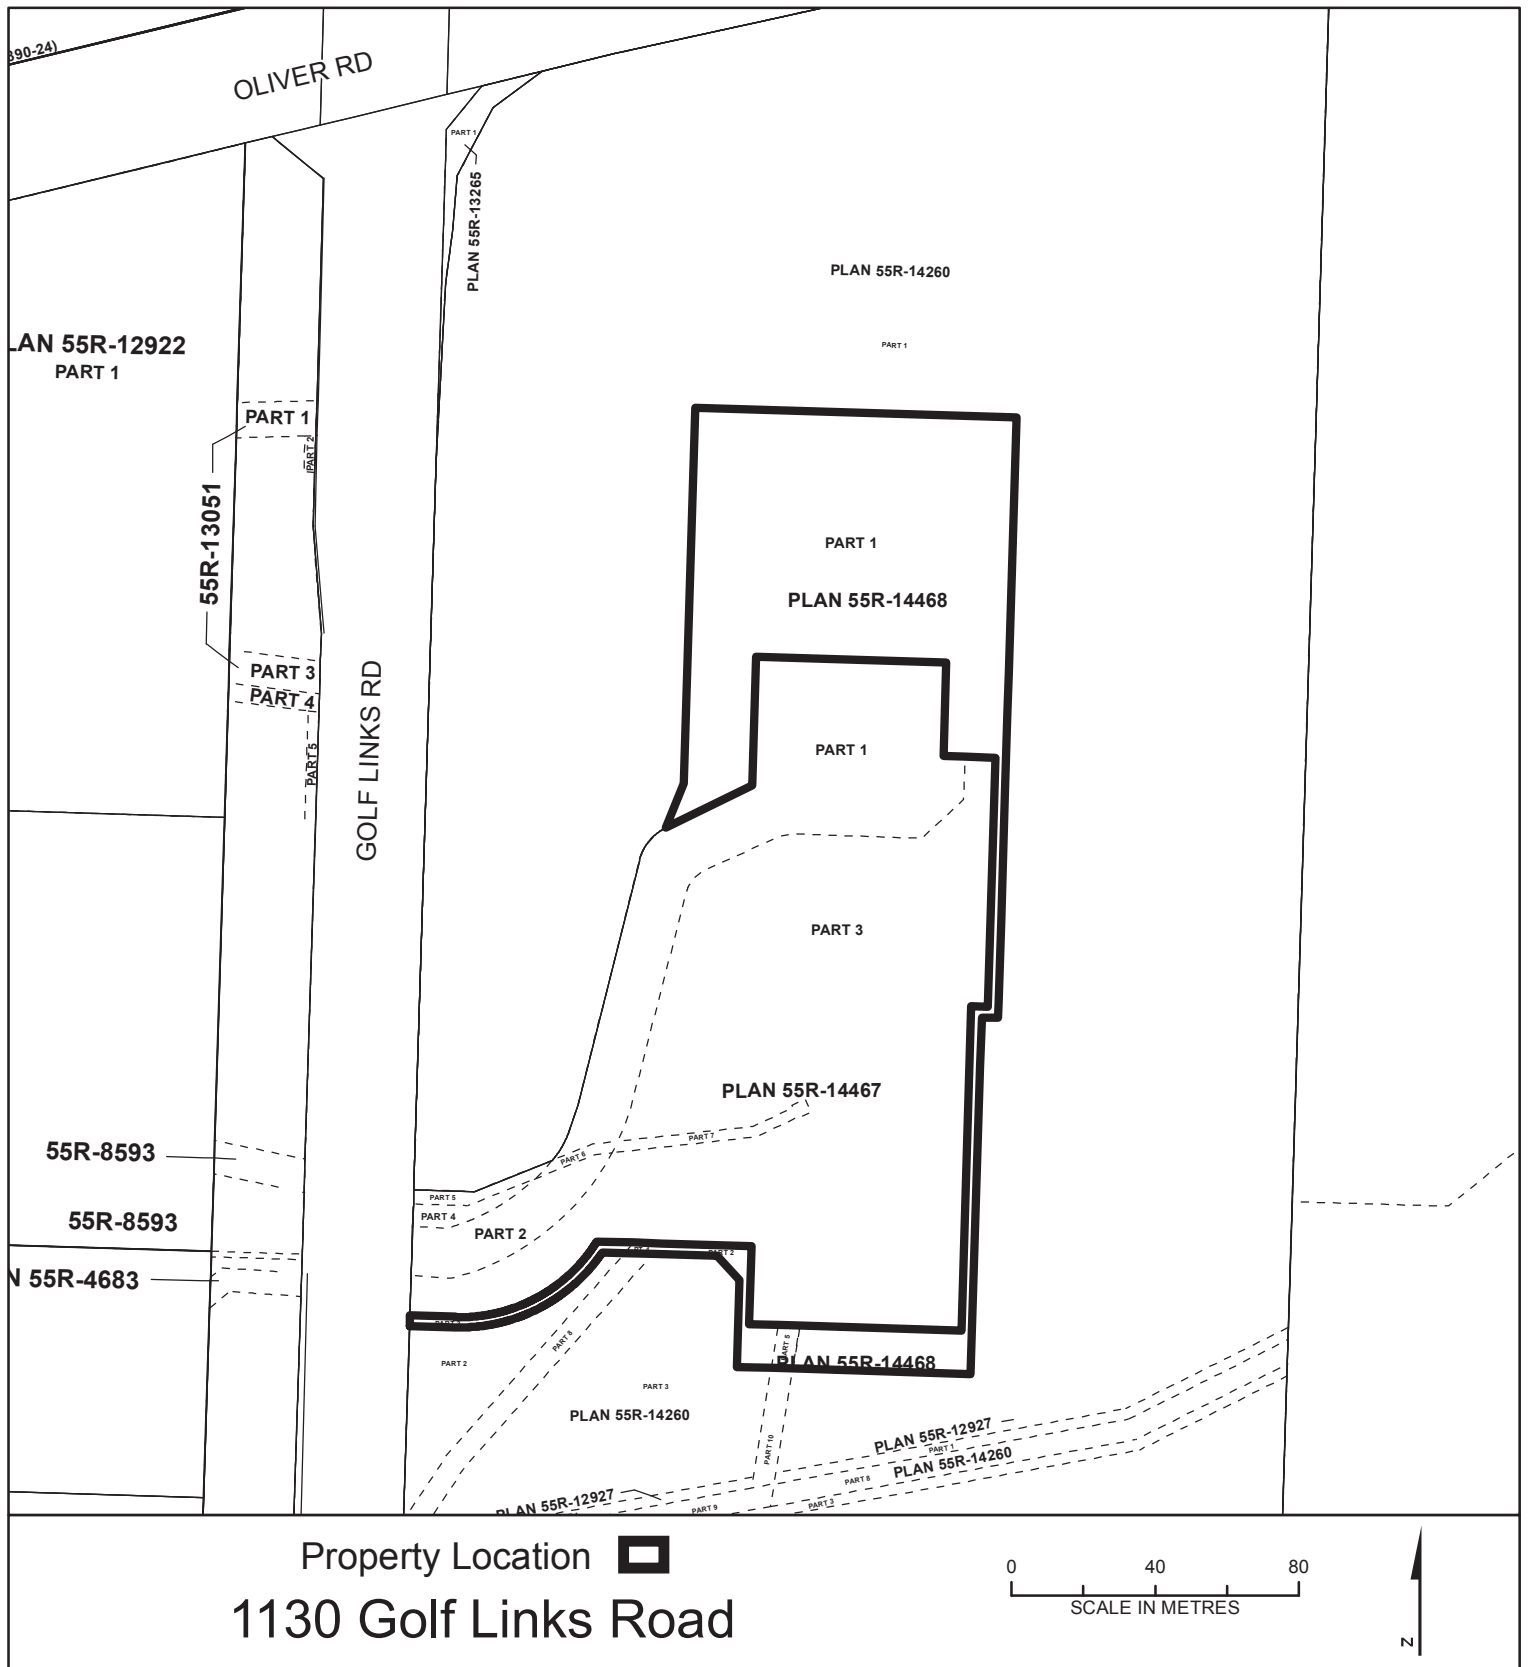 390-24)
OLIVER RD
PART 1
PLAN 55R-13265
PLAN 55R-14260
PART 1
LAN 55R-12922
PART 1
PART 1
PART 2
55R-13051
PART 1
PLAN 55R-14468
PART 3
PART 4
PART 5
GOLF LINKS RD
PART 1
PART 3
PLAN 55R-14467
PART 7
PART 6
55R-8593
PART 5
PART 4
PART 2
55R-8593
N 55R-4683
PART 2
PART 8
PART 5
PART 2
PLAN 55R-14468
PART 3
PLAN 55R-14260
PART 10
PLAN 55R-12927
PART 1
PLAN 55R-14260
PART 8
PLAN 55R-12927
PART 9
PART 3
Property Location
1130 Golf Links Road
0 40 80
SCALE IN METRES
N